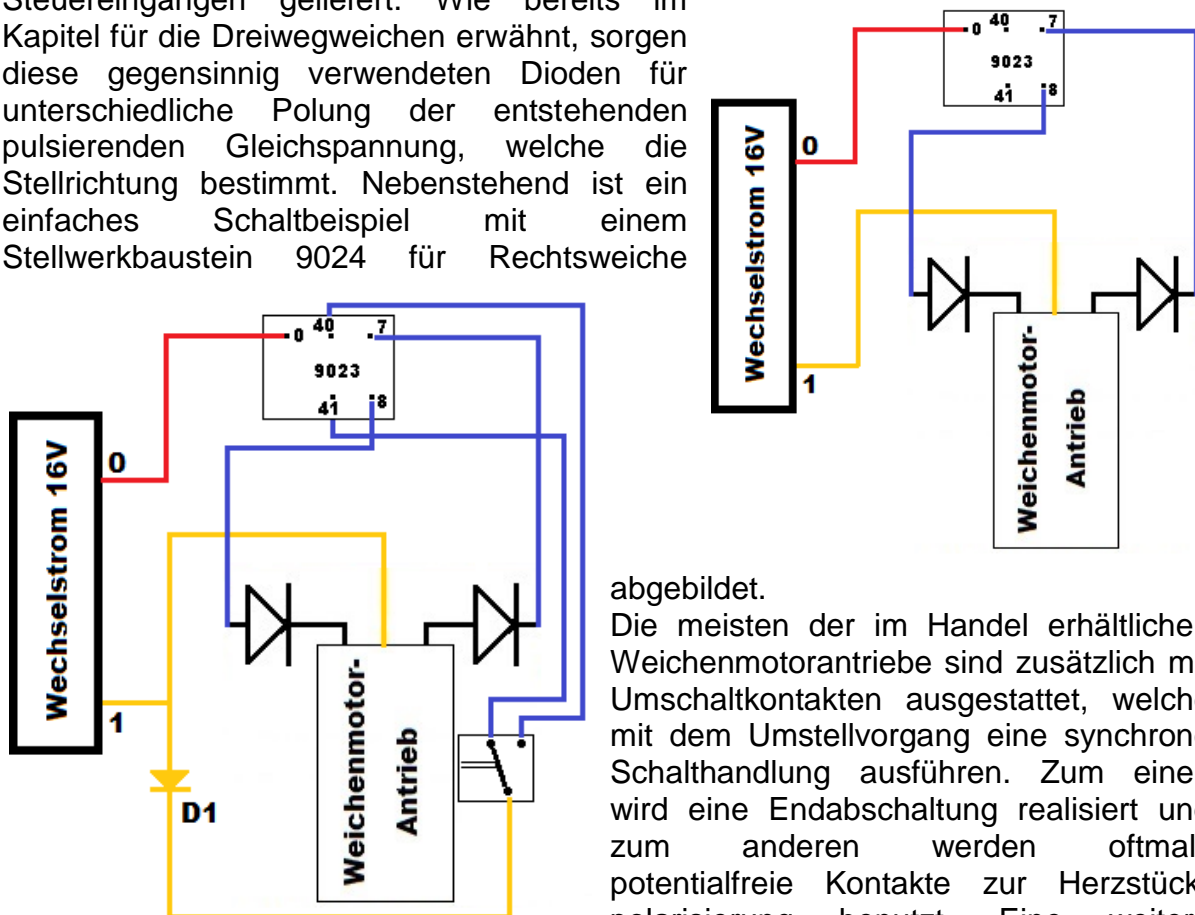 Steuereingängen geliefert. Wie bereits im
Kapitel für die Dreiwegweichen erwähnt, sorgen
diese gegensinnig verwendeten Dioden für
unterschiedliche Polung der entstehenden
pulsierenden Gleichspannung, welche die
Stellrichtung bestimmt. Nebenstehend ist ein
einfaches Schaltbeispiel mit einem
Stellwerkbaustein 9024 für Rechtsweiche
0 40 7
9023
41 8
Wechselstrom 16V
0
1
Weichenmotor-
Antrieb
0 40 7
9023
41 8
Wechselstrom 16V
0
1
D1
Weichenmotor-
Antrieb
abgebildet.
Die meisten der im Handel erhältliche
Weichenmotorantriebe sind zusätzlich m
Umschaltkontakten ausgestattet, welch
mit dem Umstellvorgang eine synchron
Schalthandlung ausführen. Zum eine
wird eine Endabschaltung realisiert un
zum anderen werden oftmal
potentialfreie Kontakte zur Herzstück
polarisierung benutzt. Eine weiter